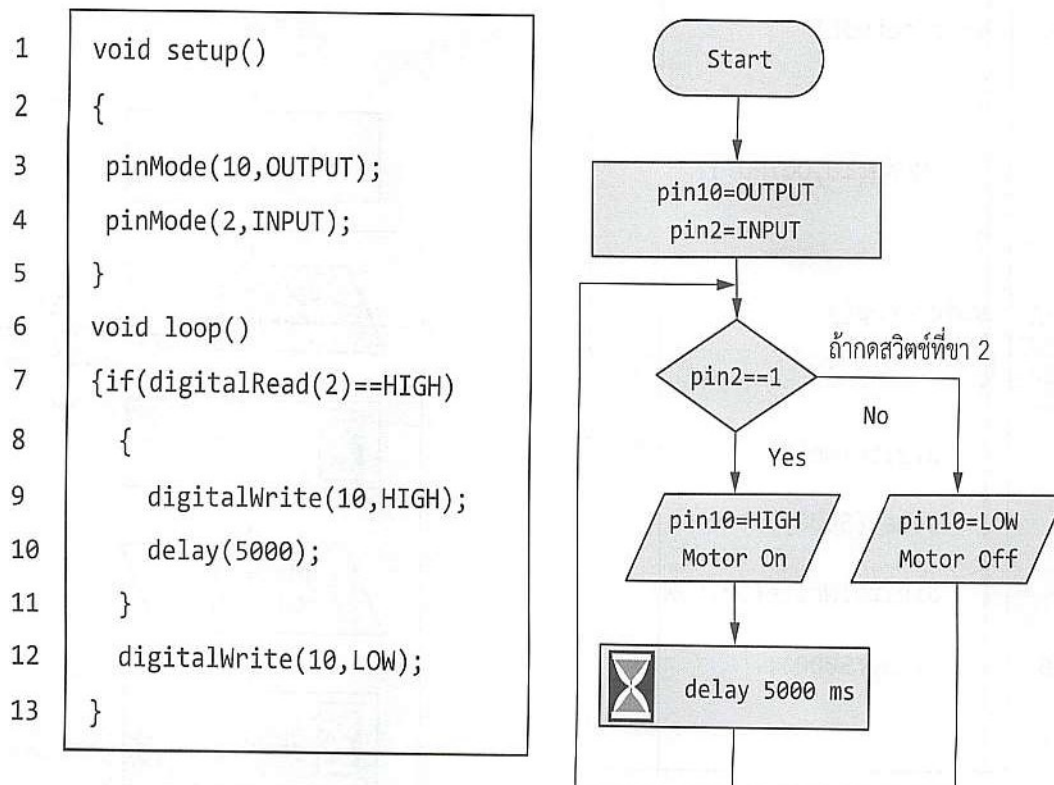 1 void setup()
2 {
3 pinMode(10,OUTPUT);
4 pinMode(2,INPUT);
5 }
6 void loop()
7 {if(digitalRead(2)==HIGH)
8 {
9 digitalWrite(10,HIGH);
10 delay(5000);
11 }
12 digitalWrite(10,LOW);
13 }
Start
pin10=OUTPUT
pin2=INPUT
pin2==1
ถ้ากดสวิตช์ที่ขา 2
No
Yes
pin10=HIGH
Motor On
pin10=LOW
Motor Off
delay 5000 ms